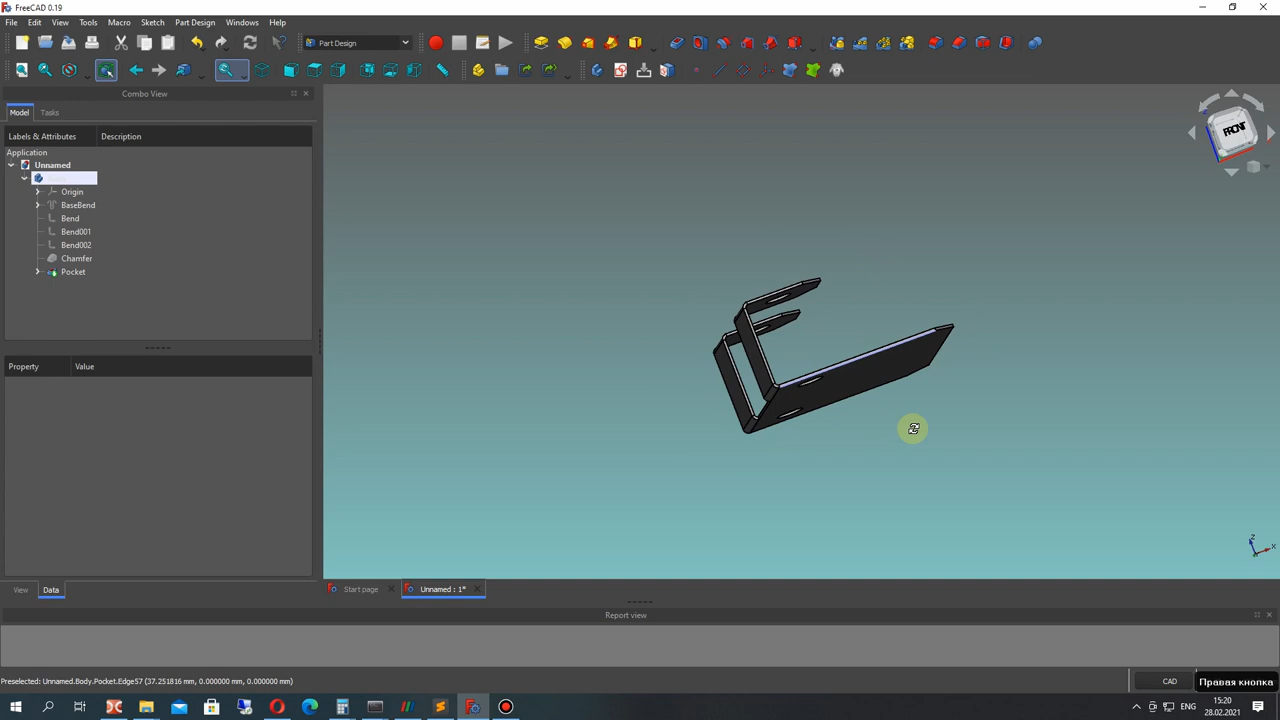 FreeCAD 0.19
File Edit View Tools Macro Sketch Part Design Windows Help
Part Design
Combo View
Model Tasks
Labels & Attributes Description
Application
Unnamed
Origin
BaseBend
Bend
Bend001
Bend002
Chamfer
Pocket
FRONT
Property Value
Z
X
View Data
Start page Unnamed : 1*
Report view
Preselected: Unnamed.Body.Pocket.Edge57 (37.251816 mm, 0.000000 mm, 0.000000 mm)
CAD
Правая кнопка
ENG
15:20
28.02.2021